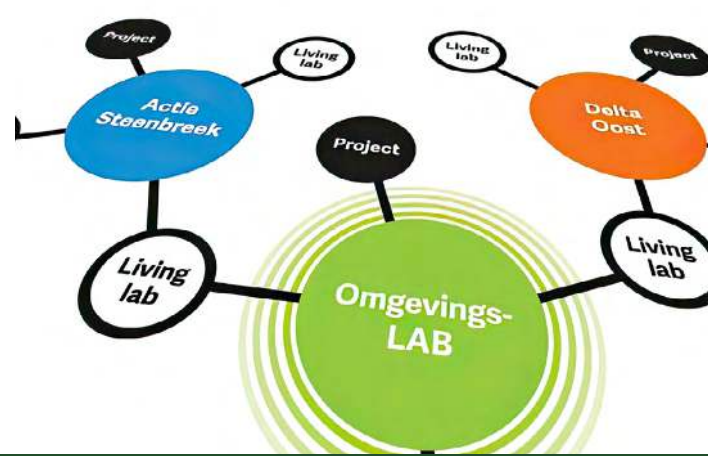 Project
Living
lab
Actie
Steenbreek
Living
lab
Project
Delta
Oost
Project
Living
lab
Living
lab
Omgevings-
LAB